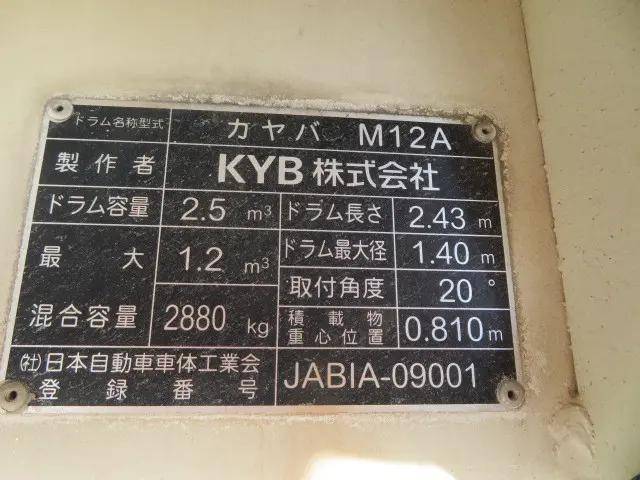 ドラム名称型式 カヤバ M12A
製作者 KYB 株式会社
ドラム容量 2.5 m³ ドラム長さ 2.43 m
最大 1.2 m³ ドラム最大径 1.40 m
取付角度 20 °
混合容量 2880 kg 積載物 0.810 m
重心位置
(社)日本自動車車体工業会 JABIA-09001
登録番号